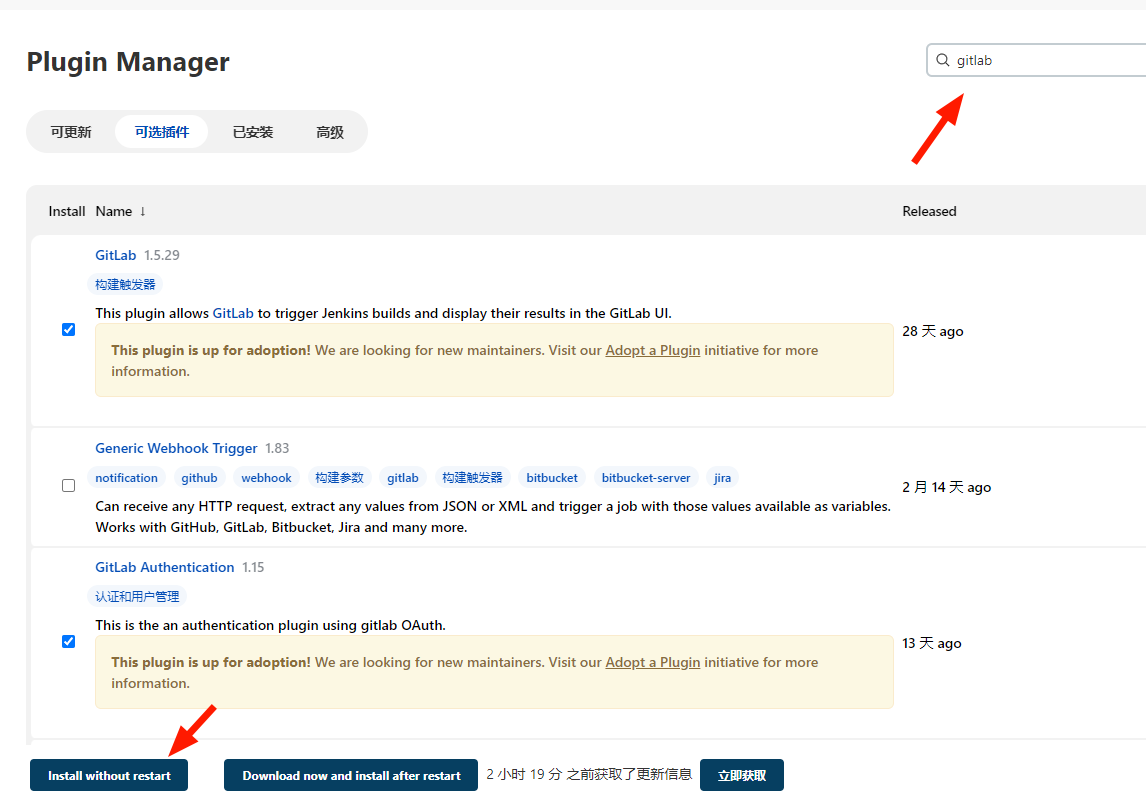 Plugin Manager
gitlab
可更新 可选插件 已安装 高级
Install Name ↓ Released
GitLab 1.5.29
构建触发器
This plugin allows GitLab to trigger Jenkins builds and display their results in the GitLab UI.
28 天 ago
This plugin is up for adoption! We are looking for new maintainers. Visit our Adopt a Plugin initiative for more
information.
Generic Webhook Trigger 1.83
notification github webhook 构建参数 gitlab 构建触发器 bitbucket bitbucket-server jira
2 月 14 天 ago
Can receive any HTTP request, extract any values from JSON or XML and trigger a job with those values available as variables.
Works with GitHub, GitLab, Bitbucket, Jira and many more.
GitLab Authentication 1.15
认证和用户管理
This is the an authentication plugin using gitlab OAuth.
13 天 ago
This plugin is up for adoption! We are looking for new maintainers. Visit our Adopt a Plugin initiative for more
information.
Install without restart Download now and install after restart 2 小时 19 分 之前获取了更新信息 立即获取